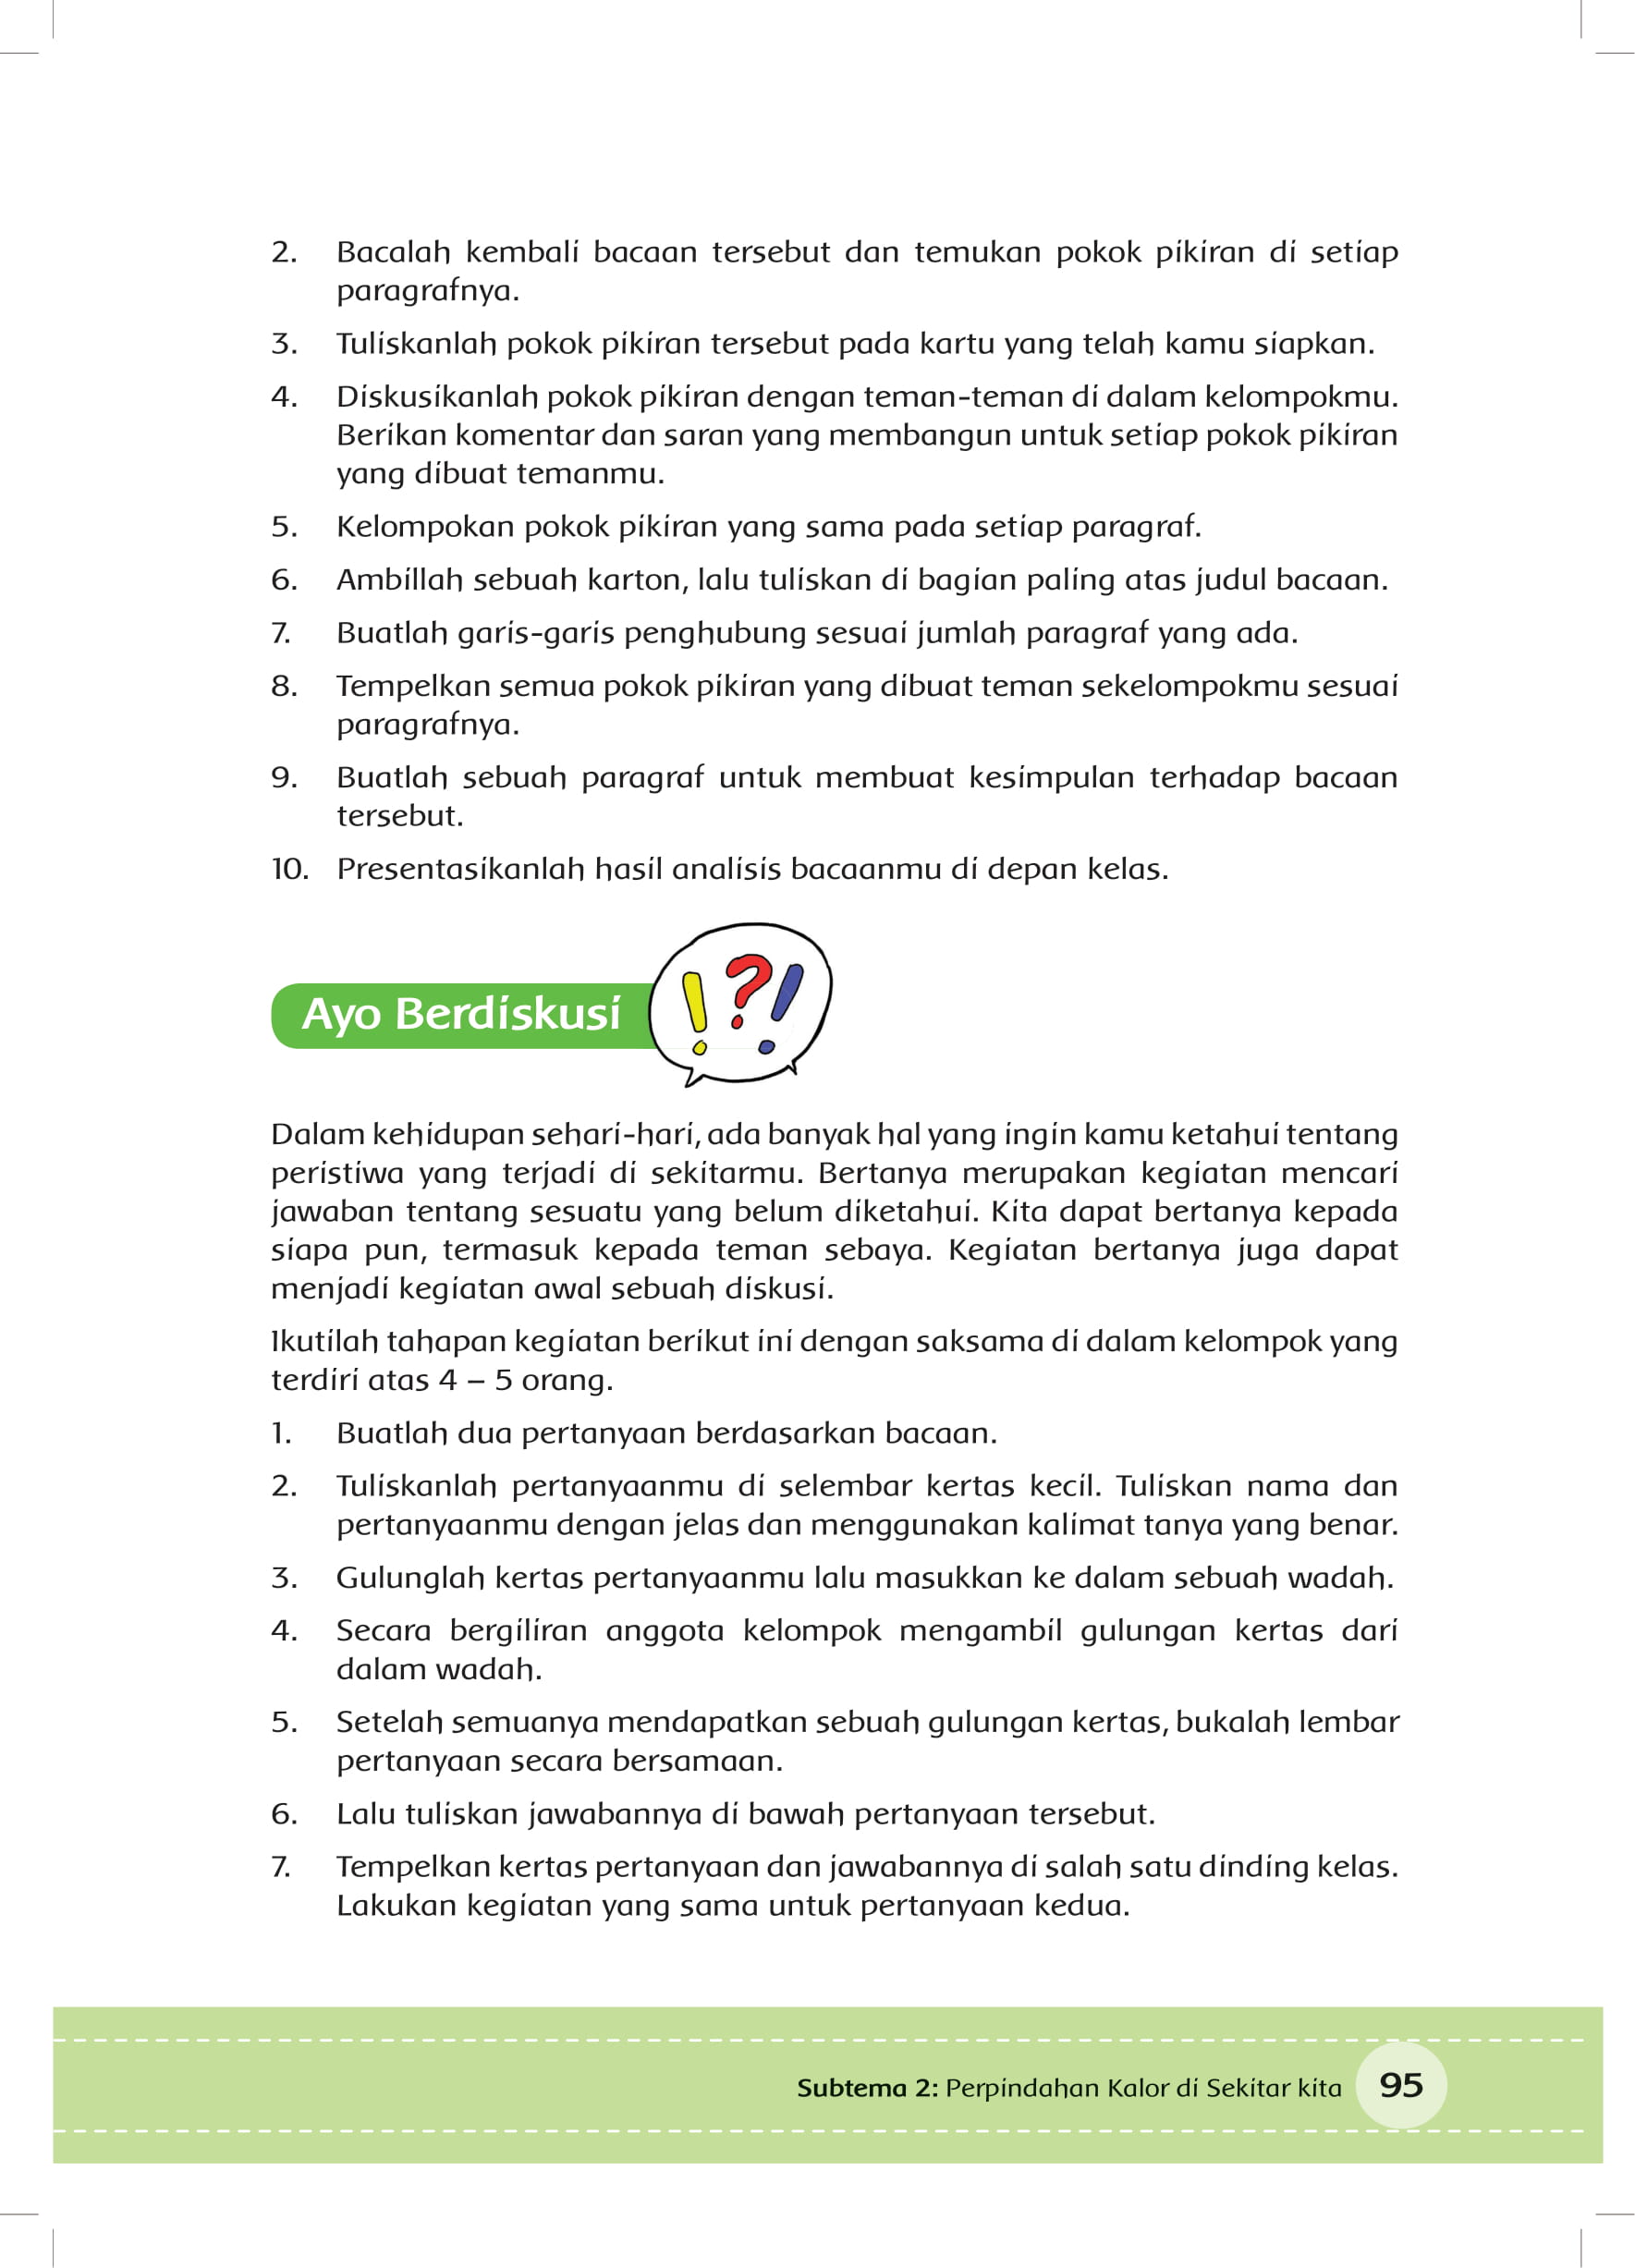 2. Bacalah kembali bacaan tersebut dan temukan pokok pikiran di setiap
paragrafnya.
3. Tuliskanlah pokok pikiran tersebut pada kartu yang telah kamu siapkan.
4. Diskusikanlah pokok pikiran dengan teman-teman di dalam kelompokmu.
Berikan komentar dan saran yang membangun untuk setiap pokok pikiran
yang dibuat temanmu.
5. Kelompokan pokok pikiran yang sama pada setiap paragraf.
6. Ambillah sebuah karton, lalu tuliskan di bagian paling atas judul bacaan.
7. Buatlah garis-garis penghubung sesuai jumlah paragraf yang ada.
8. Tempelkan semua pokok pikiran yang dibuat teman sekelompokmu sesuai
paragrafnya.
9. Buatlah sebuah paragraf untuk membuat kesimpulan terhadap bacaan
tersebut.
10. Presentasikanlah hasil analisis bacaanmu di depan kelas.
Ayo Berdiskusi
!?!
Dalam kehidupan sehari-hari, ada banyak hal yang ingin kamu ketahui tentang
peristiwa yang terjadi di sekitarmu. Bertanya merupakan kegiatan mencari
jawaban tentang sesuatu yang belum diketahui. Kita dapat bertanya kepada
siapa pun, termasuk kepada teman sebaya. Kegiatan bertanya juga dapat
menjadi kegiatan awal sebuah diskusi.
Ikutilah tahapan kegiatan berikut ini dengan saksama di dalam kelompok yang
terdiri atas 4 – 5 orang.
1. Buatlah dua pertanyaan berdasarkan bacaan.
2. Tuliskanlah pertanyaanmu di selembar kertas kecil. Tuliskan nama dan
pertanyaanmu dengan jelas dan menggunakan kalimat tanya yang benar.
3. Gulunglah kertas pertanyaanmu lalu masukkan ke dalam sebuah wadah.
4. Secara bergiliran anggota kelompok mengambil gulungan kertas dari
dalam wadah.
5. Setelah semuanya mendapatkan sebuah gulungan kertas, bukalah lembar
pertanyaan secara bersamaan.
6. Lalu tuliskan jawabannya di bawah pertanyaan tersebut.
7. Tempelkan kertas pertanyaan dan jawabannya di salah satu dinding kelas.
Lakukan kegiatan yang sama untuk pertanyaan kedua.
Subtema 2: Perpindahan Kalor di Sekitar kita 95